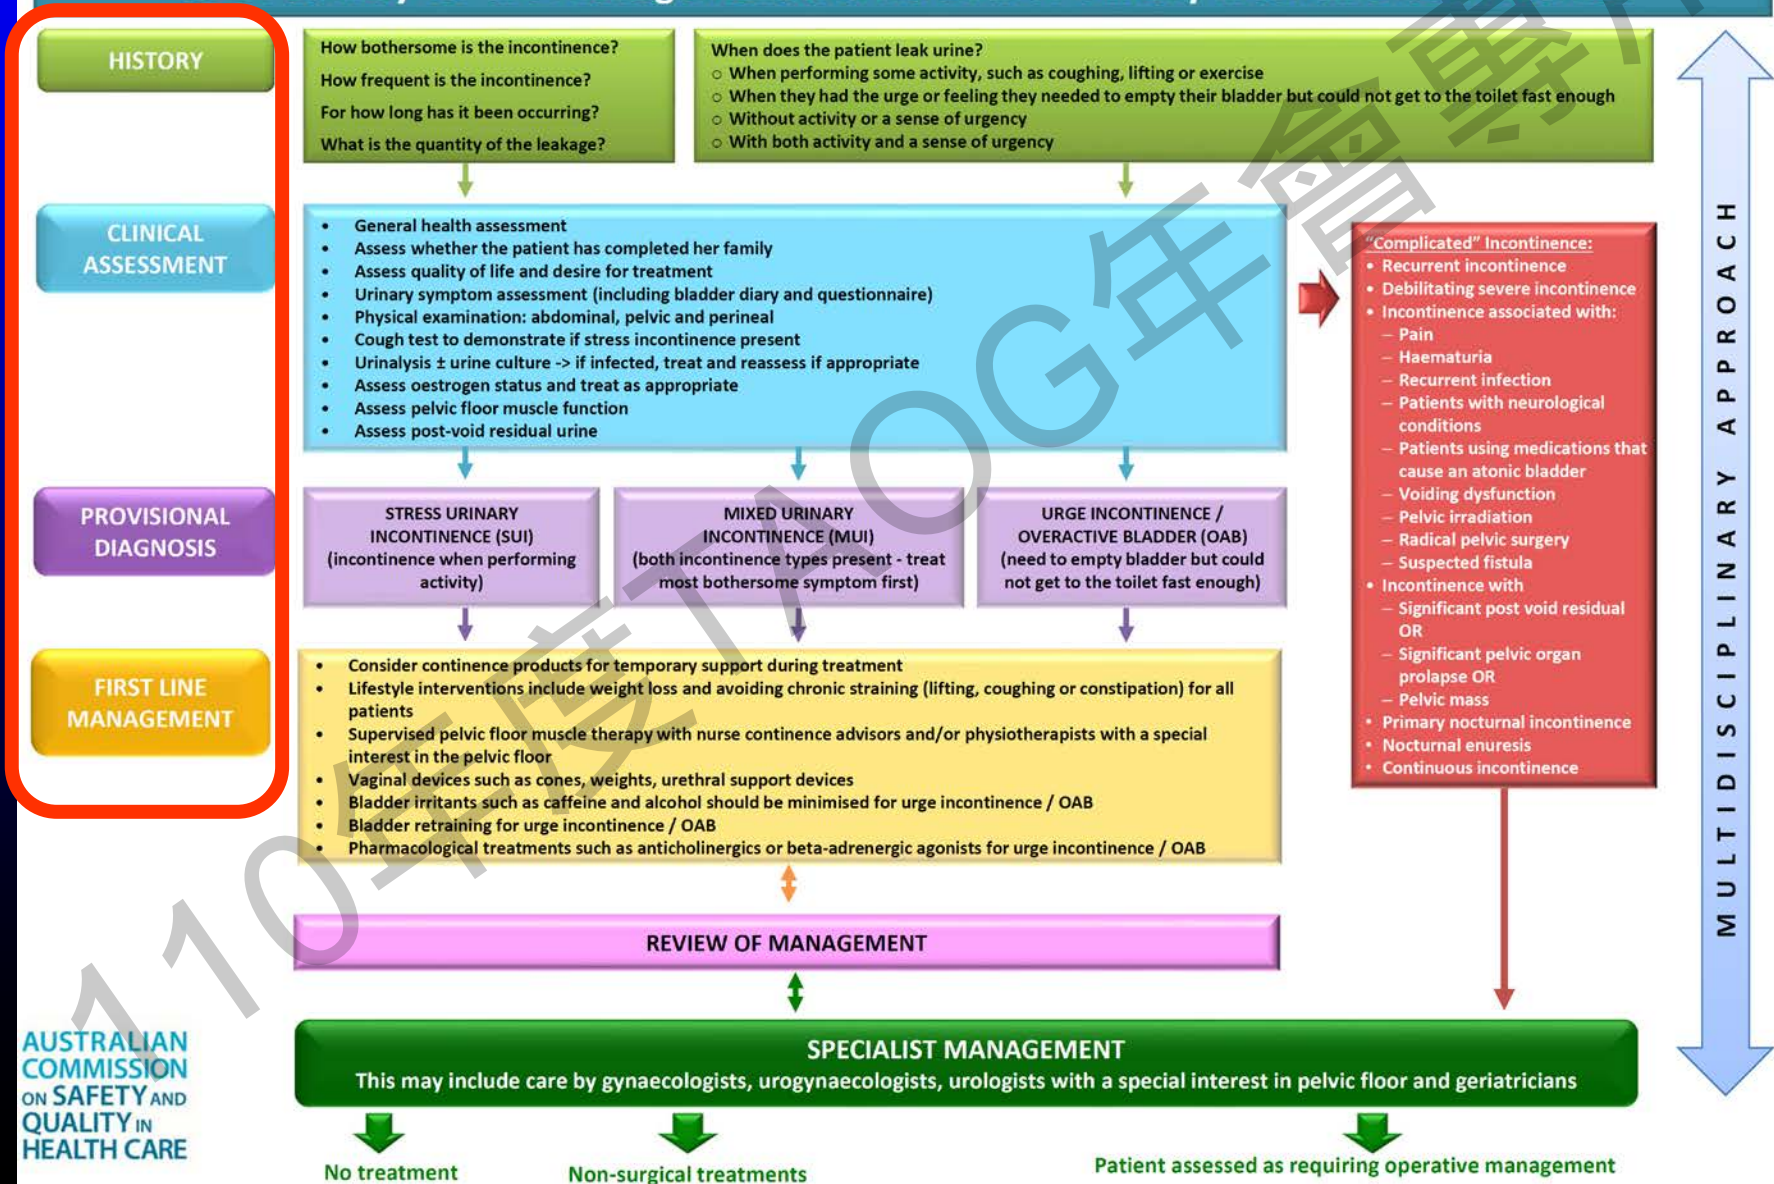 HISTORY
How bothersome is the incontinence?
How frequent is the incontinence?
For how long has it been occurring?
What is the quantity of the leakage?
When does the patient leak urine?
○ When performing some activity, such as coughing, lifting or exercise
○ When they had the urge or feeling they needed to empty their bladder but could not get to the toilet fast enough
○ Without activity or a sense of urgency
○ With both activity and a sense of urgency
CLINICAL
ASSESSMENT
• General health assessment
• Assess whether the patient has completed her family
• Assess quality of life and desire for treatment
• Urinary symptom assessment (including bladder diary and questionnaire)
• Physical examination: abdominal, pelvic and perineal
• Cough test to demonstrate if stress incontinence present
• Urinalysis ± urine culture -> if infected, treat and reassess if appropriate
• Assess oestrogen status and treat as appropriate
• Assess pelvic floor muscle function
• Assess post-void residual urine
"Complicated" Incontinence:
• Recurrent incontinence
• Debilitating severe incontinence
• Incontinence associated with:
– Pain
– Haematuria
– Recurrent infection
– Patients with neurological
conditions
– Patients using medications that
cause an atonic bladder
– Voiding dysfunction
– Pelvic irradiation
– Radical pelvic surgery
– Suspected fistula
• Incontinence with
– Significant post void residual
OR
– Significant pelvic organ
prolapse OR
– Pelvic mass
• Primary nocturnal incontinence
• Nocturnal enuresis
• Continuous incontinence
MULTIDISCIPLINARY APPROACH
PROVISIONAL
DIAGNOSIS
STRESS URINARY
INCONTINENCE (SUI)
(incontinence when performing
activity)
MIXED URINARY
INCONTINENCE (MUI)
(both incontinence types present - treat
most bothersome symptom first)
URGE INCONTINENCE /
OVERACTIVE BLADDER (OAB)
(need to empty bladder but could
not get to the toilet fast enough)
FIRST LINE
MANAGEMENT
• Consider continence products for temporary support during treatment
• Lifestyle interventions include weight loss and avoiding chronic straining (lifting, coughing or constipation) for all
patients
• Supervised pelvic floor muscle therapy with nurse continence advisors and/or physiotherapists with a special
interest in the pelvic floor
• Vaginal devices such as cones, weights, urethral support devices
• Bladder irritants such as caffeine and alcohol should be minimised for urge incontinence / OAB
• Bladder retraining for urge incontinence / OAB
• Pharmacological treatments such as anticholinergics or beta-adrenergic agonists for urge incontinence / OAB
REVIEW OF MANAGEMENT
SPECIALIST MANAGEMENT
This may include care by gynaecologists, urogynaecologists, urologists with a special interest in pelvic floor and geriatricians
No treatment
Non-surgical treatments
Patient assessed as requiring operative management
AUSTRALIAN
COMMISSION
ON SAFETY AND
QUALITY IN
HEALTH CARE
110年度TAOG年會專